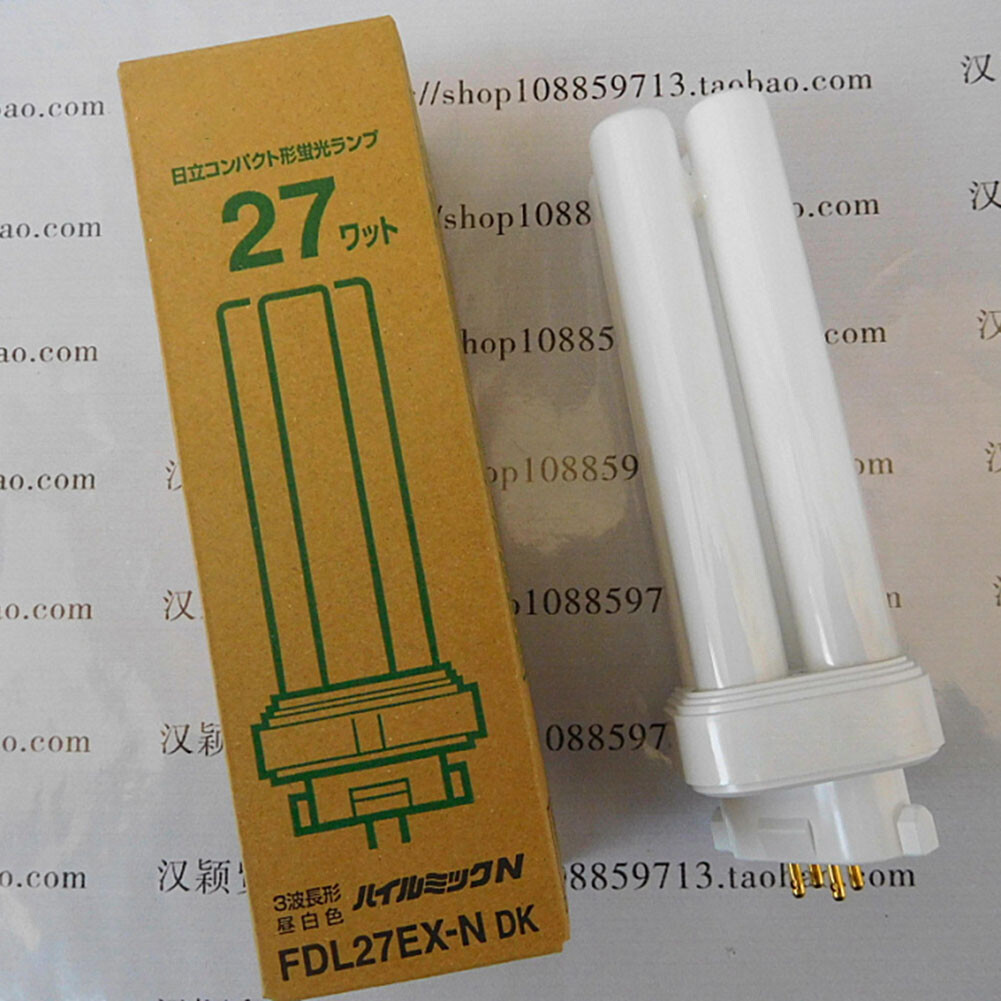 日立コンパクト形蛍光ランプ
27ワット
3波長形
昼白色
ハイルミックN
FDL27EX-N DK
//shop108859713.taobao.com
ao.com
汉
/shop1088
o.com
ao.com
汉
hop10885
com
ao.com
汉
op108859
om
ao.com
汉
o1088597
n
o.com
汉颖
088597
o.com
汉颖
8859713.taobao.com